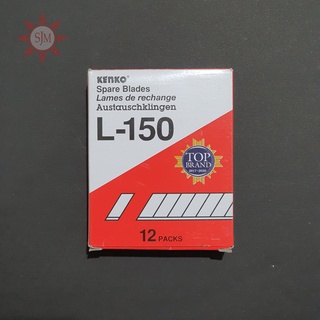 SJM
KENKO
Spare Blades
Lames de rechange
Austauschklingen
L-150
TOP
BRAND
12 PACKS